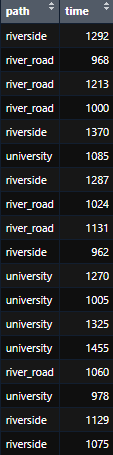 path time
riverside 1292
river_road 968
river_road 1213
river_road 1000
riverside 1370
university 1085
riverside 1287
river_road 1024
river_road 1131
riverside 962
university 1270
university 1005
university 1325
university 1455
river_road 1060
university 978
riverside 1129
riverside 1075